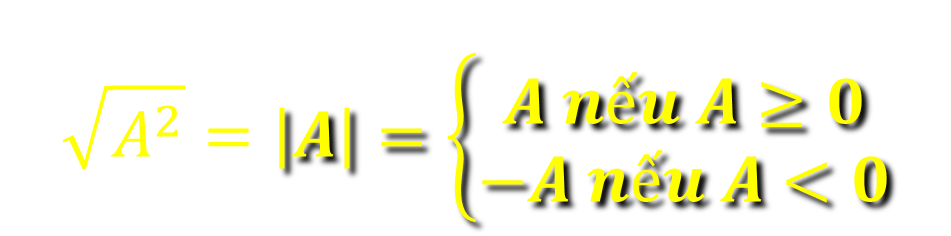 √A² = |A| = { A nếu A ≥ 0
−A nếu A < 0